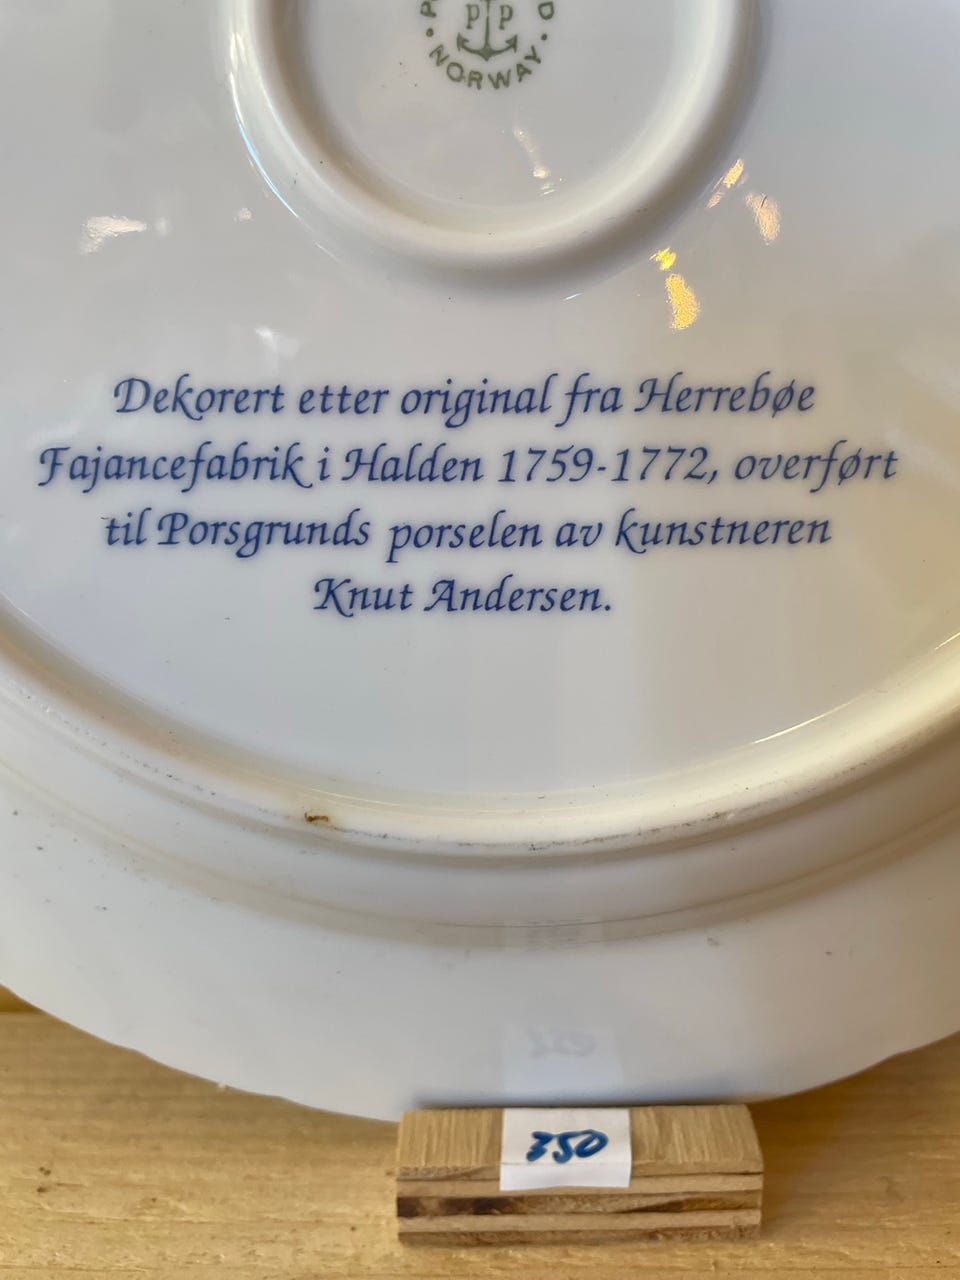 P P
NORWAY
Dekorert etter original fra Herrebøe
Fajancefabrik i Halden 1759-1772, overført
til Porsgrunds porselen av kunstneren
Knut Andersen.
350